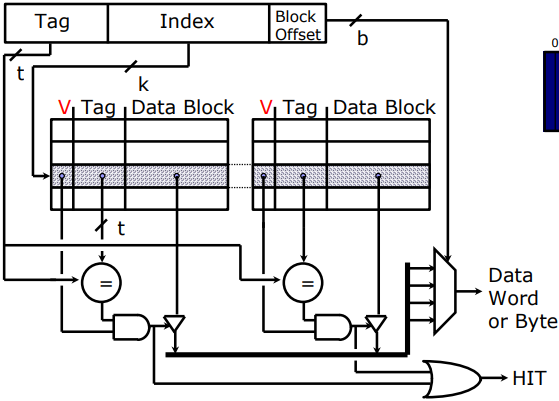 Tag Index Block
Offset
b
t
k
0
V Tag Data Block V Tag Data Block
t
= =
Data
Word
or Byte
HIT